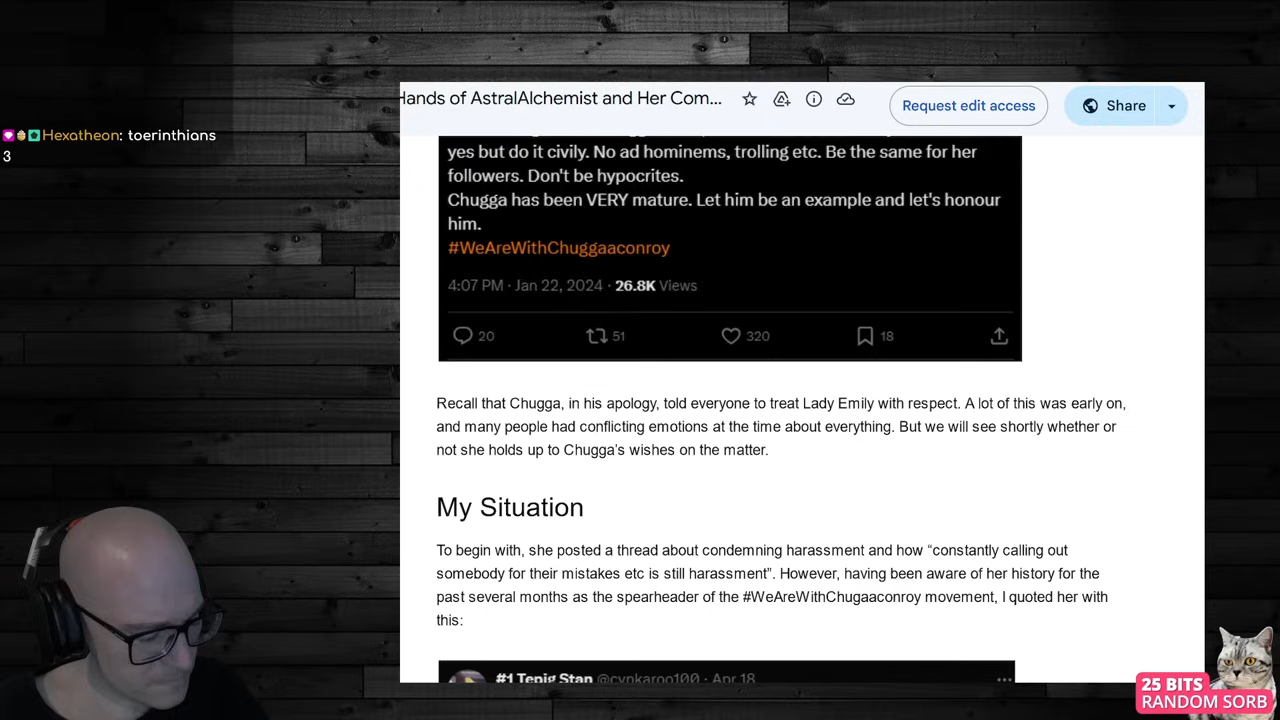 Hands of AstralAlchemist and Her Com...
Request edit access
Share
Hexatheon: toerinthians
3
yes but do it civily. No ad hominems, trolling etc. Be the same for her
followers. Don't be hypocrites.
Chugga has been VERY mature. Let him be an example and let's honour
him.
#WeAreWithChuggaaconroy
4:07 PM · Jan 22, 2024 · 26.8K Views
20 51 320 18
Recall that Chugga, in his apology, told everyone to treat Lady Emily with respect. A lot of this was early on,
and many people had conflicting emotions at the time about everything. But we will see shortly whether or
not she holds up to Chugga's wishes on the matter.
My Situation
To begin with, she posted a thread about condemning harassment and how “constantly calling out
somebody for their mistakes etc is still harassment”. However, having been aware of her history for the
past several months as the spearheader of the #WeAreWithChugaaconroy movement, I quoted her with
this:
#1 Tepig Stan @cynkaroo100 · Apr 18
25 BITS
RANDOM SORB